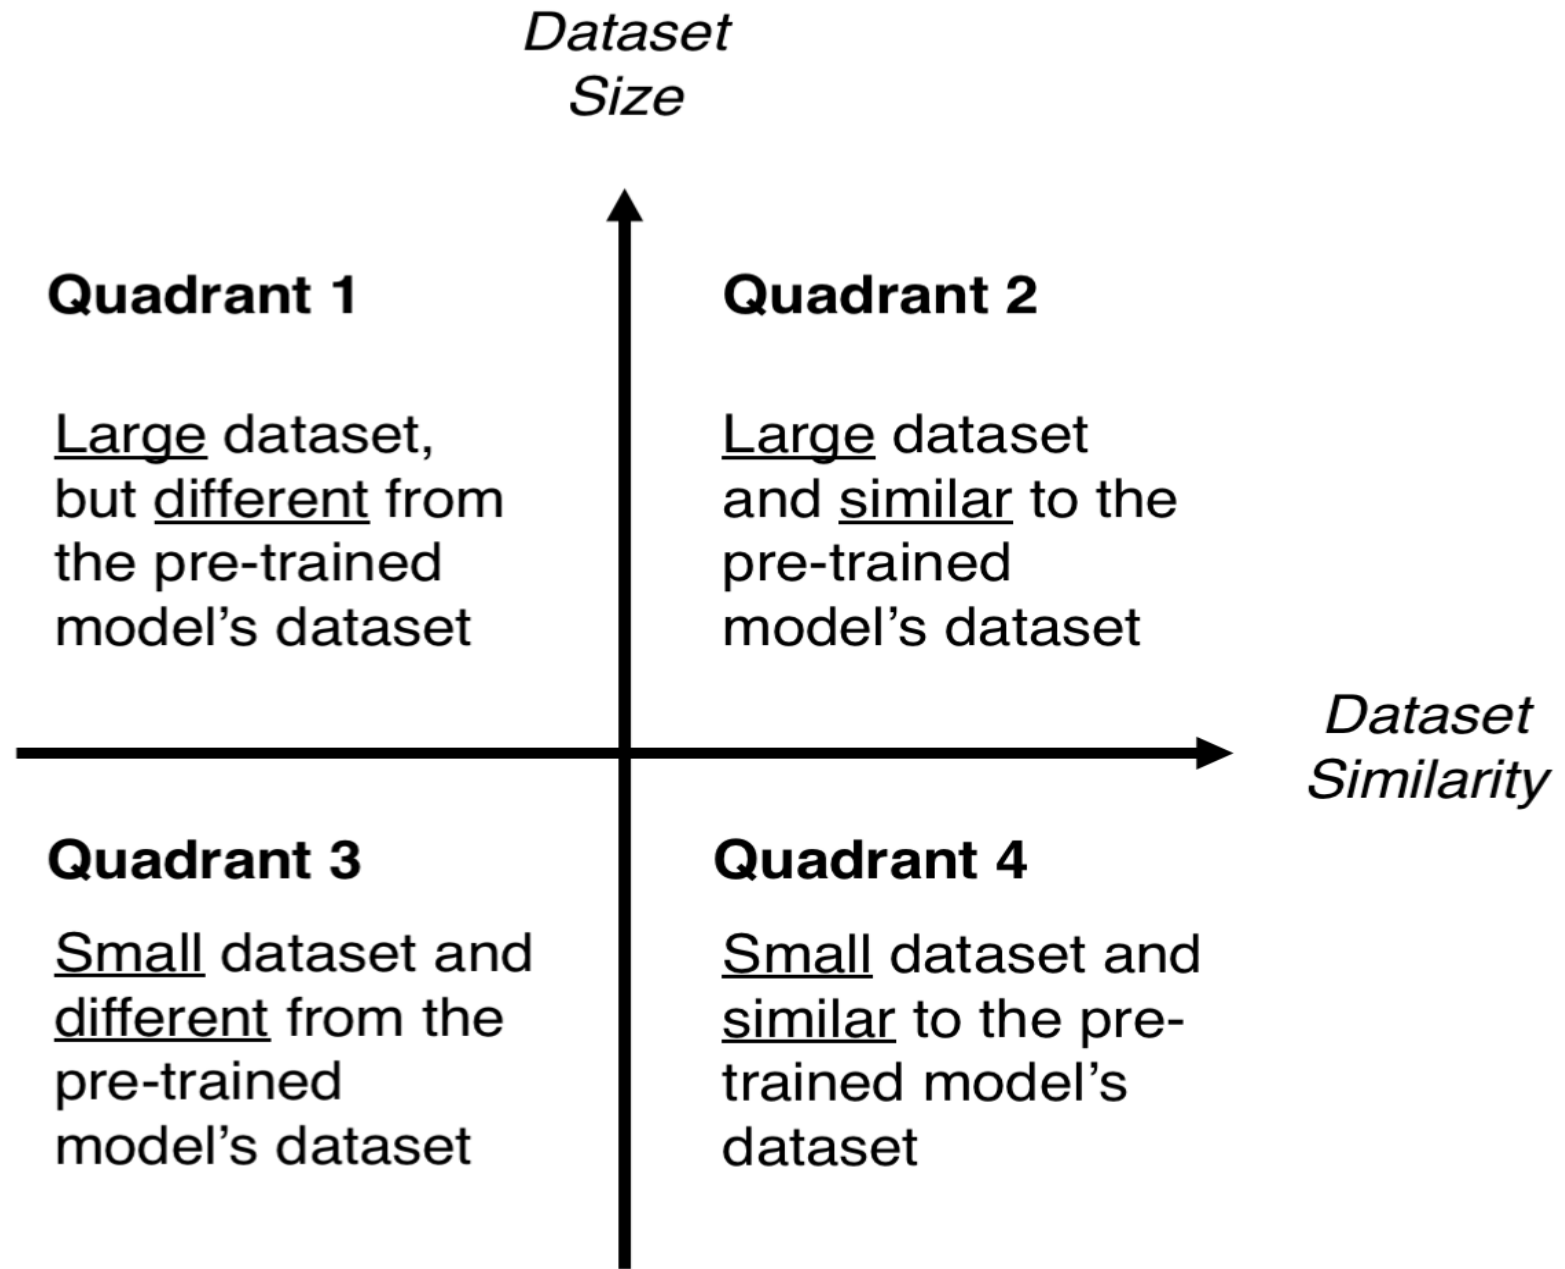 Dataset
Size
Quadrant 1
Large dataset,
but different from
the pre-trained
model's dataset
Quadrant 2
Large dataset
and similar to the
pre-trained
model's dataset
Dataset
Similarity
Quadrant 3
Small dataset and
different from the
pre-trained
model's dataset
Quadrant 4
Small dataset and
similar to the pre-
trained model's
dataset